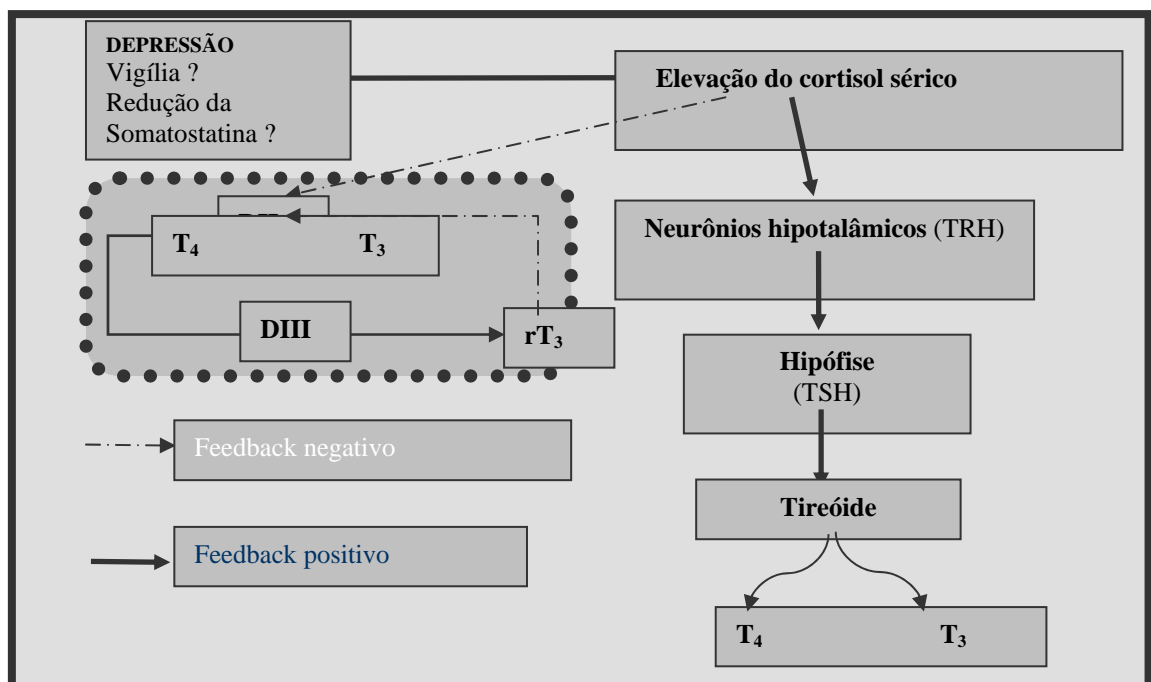 DEPRESSÃO
Vigília ?
Redução da
Somatostatina ?
Elevação do cortisol sérico
Neurônios hipotalâmicos (TRH)
T₄ T₃
DIII
rT₃
Hipófise
(TSH)
Feedback negativo
Tireóide
Feedback positivo
T₄ T₃